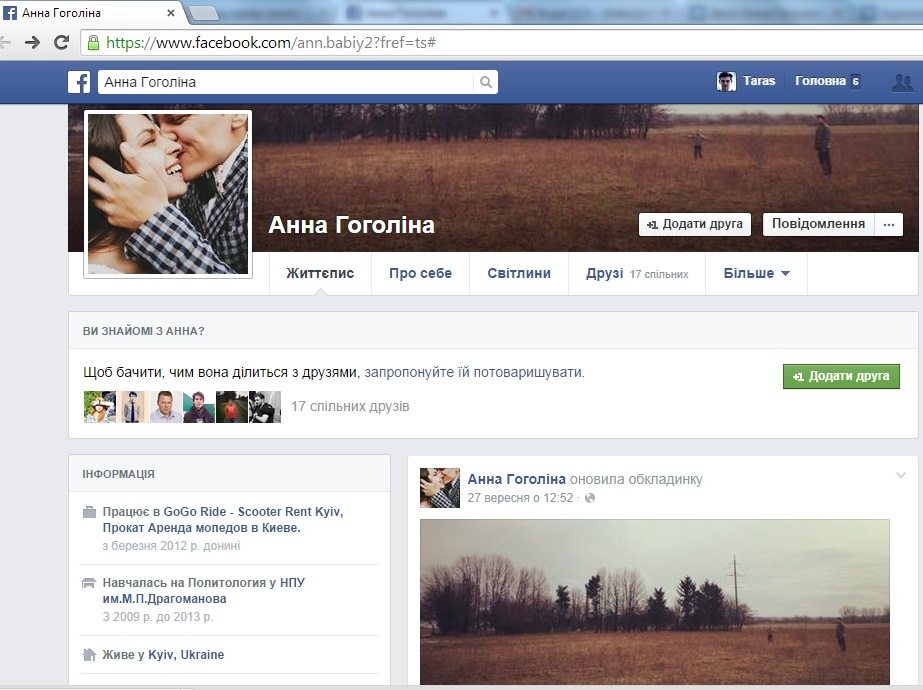 Анна Гоголіна
https://www.facebook.com/ann.babiy2?fref=ts#
Анна Гоголіна
Taras
Головна 6
Анна Гоголіна
+1 Додати друга
Повідомлення
Життєпис
Про себе
Світлини
Друзі 17 спільних
Більше
ВИ ЗНАЙОМІ З АННА?
Щоб бачити, чим вона ділиться з друзями, запропонуйте їй потоваришувати.
+1 Додати друга
17 спільних друзів
ІНФОРМАЦІЯ
Працює в GoGo Ride - Scooter Rent Kyiv,
Прокат Аренда мопедов в Киеве.
з березня 2012 р. донині
Навчалась на Политология у НПУ
им.М.П.Драгоманова
З 2009 р. до 2013 р.
Живе у Kyiv, Ukraine
Анна Гоголіна оновила обкладинку
27 вересня о 12:52 ·